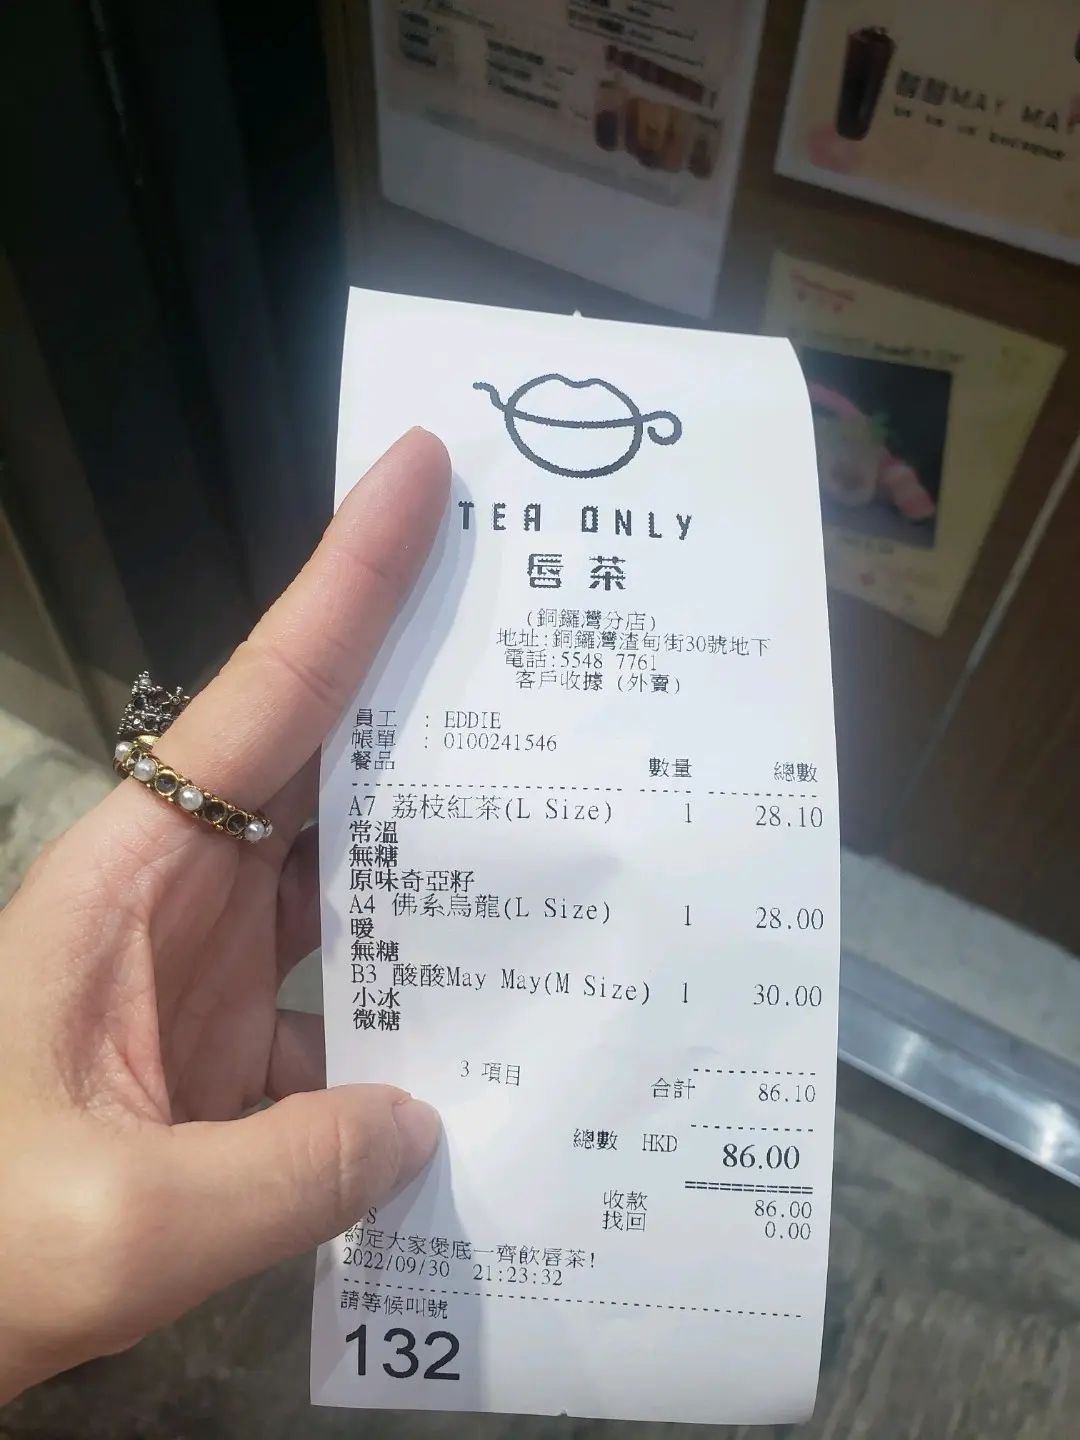 MAY MAY
TEA ONLY
唇茶
(銅鑼灣分店)
地址:銅鑼灣渣甸街30號地下
電話:5548 7761
客戶收據 (外賣)
員工 : EDDIE
帳單 : 0100241546
餐品 數量 總數
A7 荔枝紅茶(L Size) 1 28.10
常溫
無糖
原味奇亞籽
A4 佛系烏龍(L Size) 1 28.00
暖
無糖
B3 酸酸May May(M Size) 1 30.00
小冰
微糖
3 項目
合計 86.10
總數 HKD 86.00
收款 86.00
找回 0.00
S
約定大家煲底一齊飲唇茶!
2022/09/30 21:23:32
請等候叫號
132